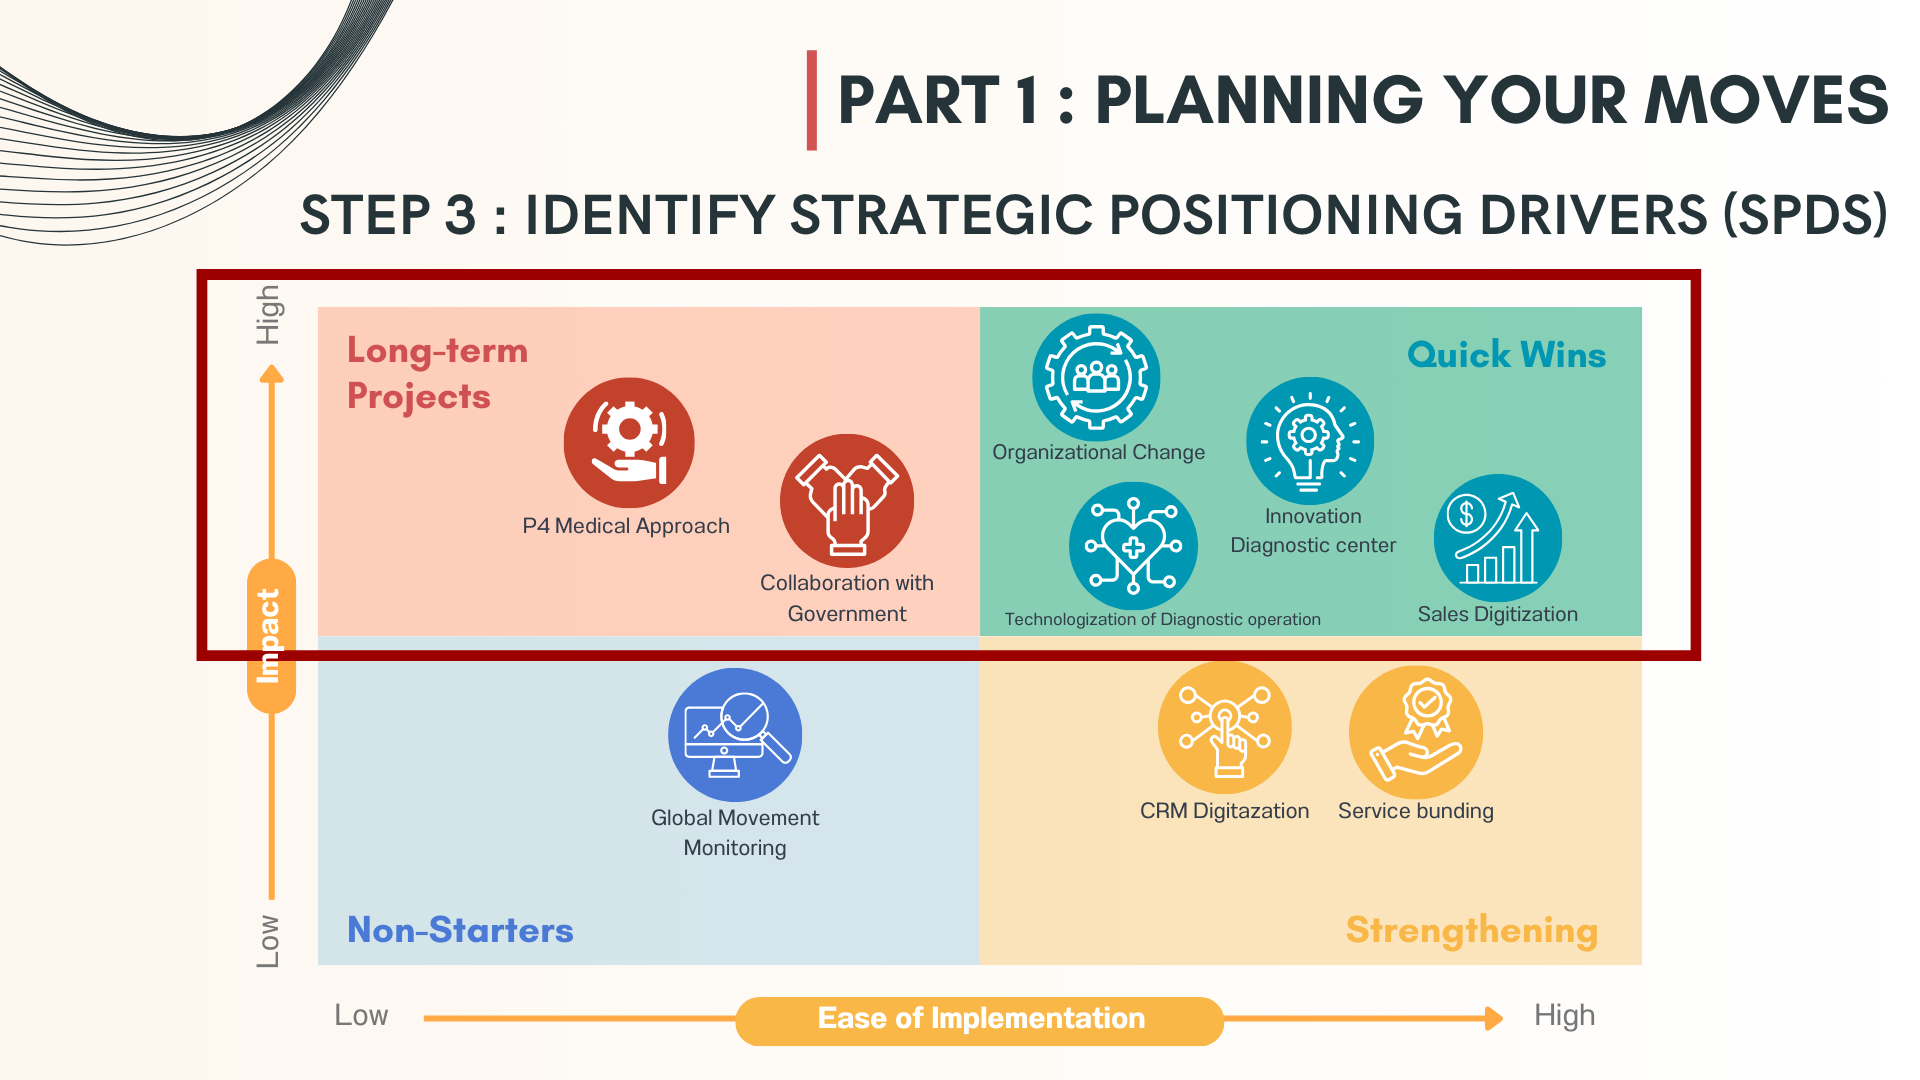 PART 1 : PLANNING YOUR MOVES
STEP 3 : IDENTIFY STRATEGIC POSITIONING DRIVERS (SPDS)
High
Impact
Low
Long-term
Projects
P4 Medical Approach
Collaboration with
Government
Quick Wins
Organizational Change
Innovation
Diagnostic center
$
Technologization of Diagnostic operation
Sales Digitization
Global Movement
Monitoring
Non-Starters
CRM Digitazation
Service bunding
Strengthening
Low
Ease of Implementation
High